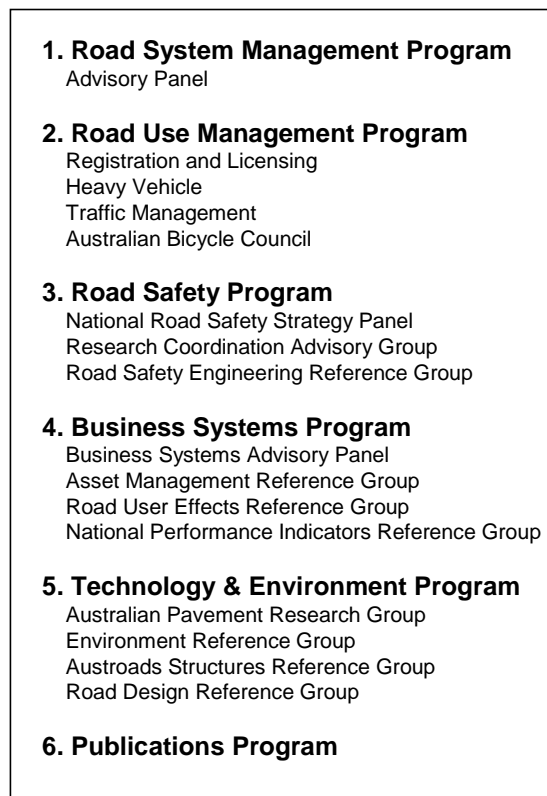 1. Road System Management Program
Advisory Panel
2. Road Use Management Program
Registration and Licensing
Heavy Vehicle
Traffic Management
Australian Bicycle Council
3. Road Safety Program
National Road Safety Strategy Panel
Research Coordination Advisory Group
Road Safety Engineering Reference Group
4. Business Systems Program
Business Systems Advisory Panel
Asset Management Reference Group
Road User Effects Reference Group
National Performance Indicators Reference Group
5. Technology & Environment Program
Australian Pavement Research Group
Environment Reference Group
Austroads Structures Reference Group
Road Design Reference Group
6. Publications Program